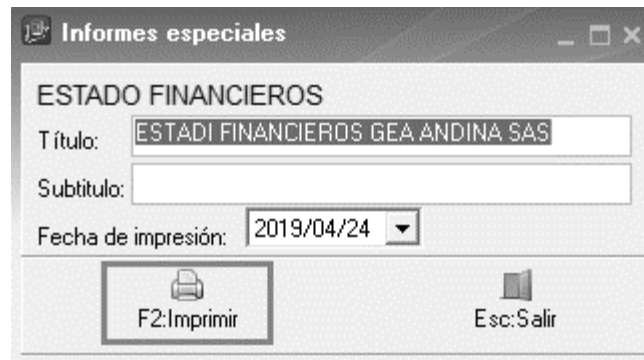 Informes especiales
ESTADO FINANCIEROS
Título: ESTADI FINANCIEROS GEA ANDINA SAS
Subtitulo:
Fecha de impresión: 2019/04/24
F2:Imprimir Esc:Salir